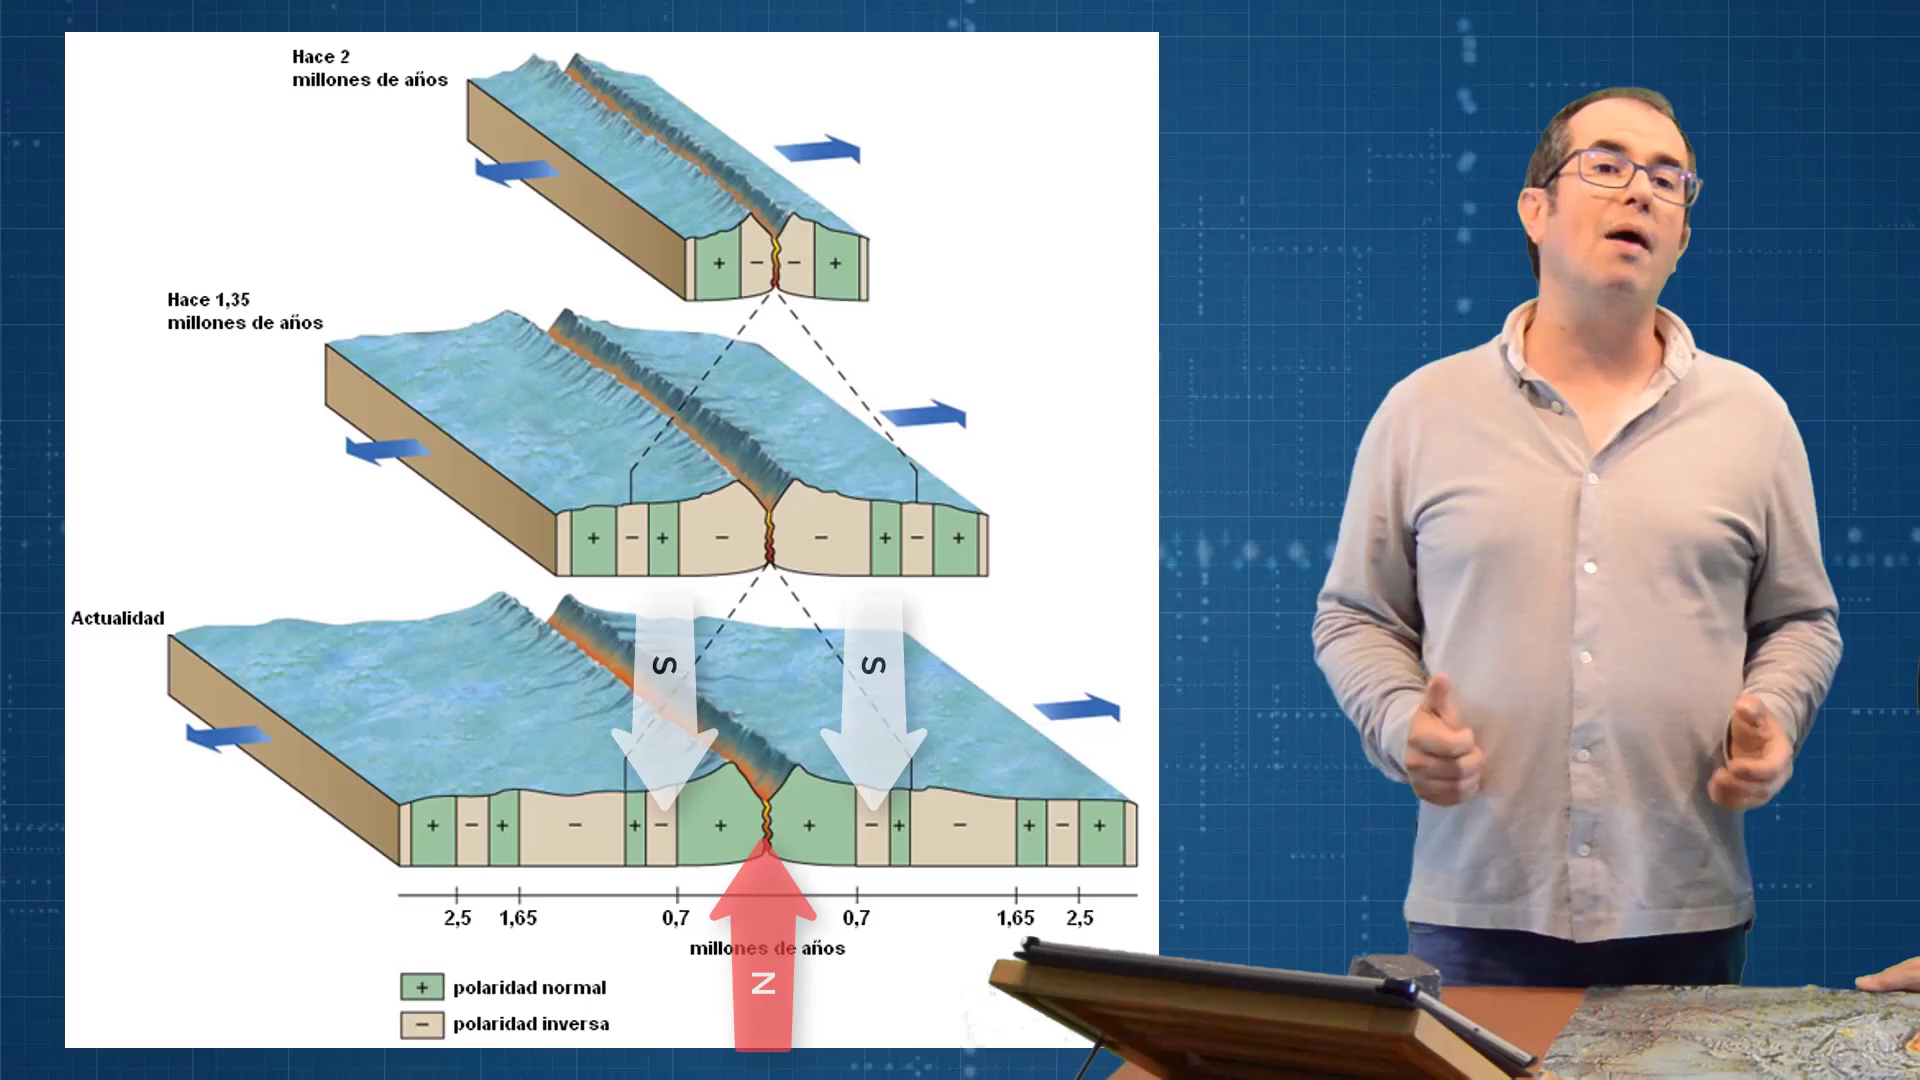 Hace 2
millones de años
+ − − +
Hace 1,35
millones de años
+ − + − − + − +
Actualidad
S S
+ − + − + − + + − + − + − +
2,5 1,65 0,7 0,7 1,65 2,5
millones de años
N
+ polaridad normal
− polaridad inversa